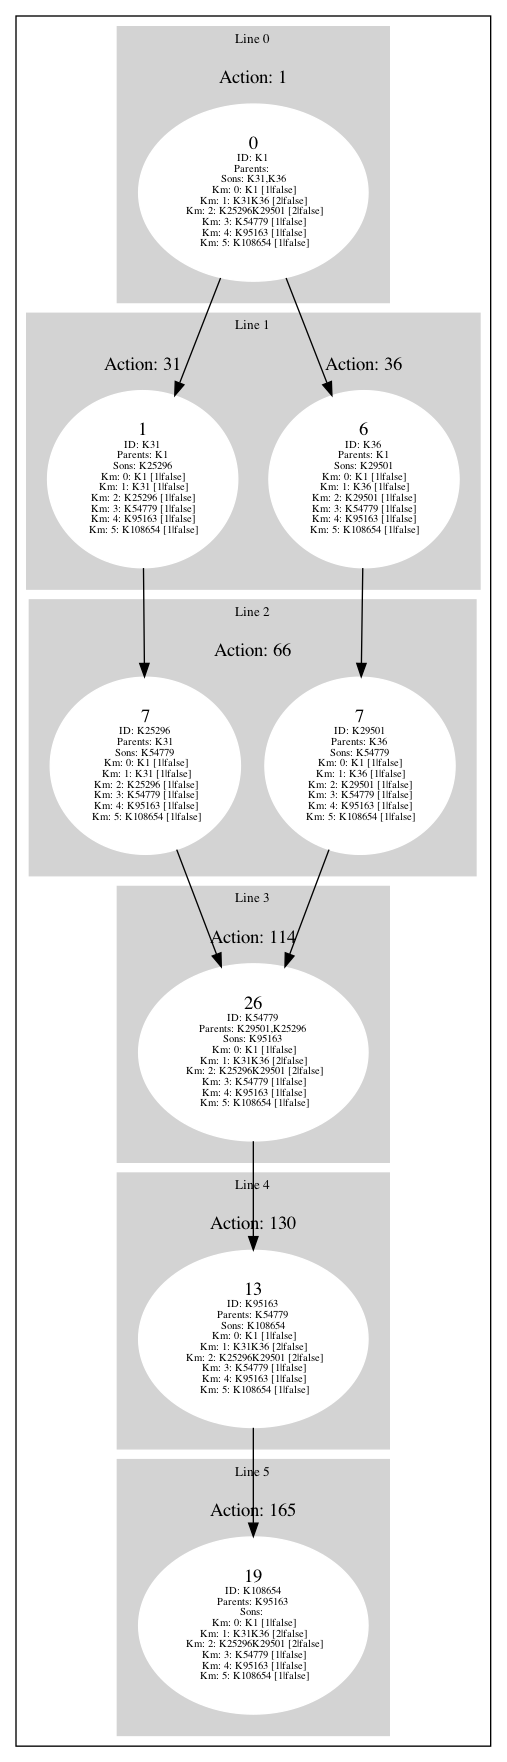 Line 0
Action: 1
0
ID: K1
Parents:
Sons: K31,K36
Km: 0: K1 [1|false]
Km: 1: K31K36 [2|false]
Km: 2: K25296K29501 [2|false]
Km: 3: K54779 [1|false]
Km: 4: K95163 [1|false]
Km: 5: K108654 [1|false]
Line 1
Action: 31
1
ID: K31
Parents: K1
Sons: K25296
Km: 0: K1 [1|false]
Km: 1: K31 [1|false]
Km: 2: K25296 [1|false]
Km: 3: K54779 [1|false]
Km: 4: K95163 [1|false]
Km: 5: K108654 [1|false]
Action: 36
6
ID: K36
Parents: K1
Sons: K29501
Km: 0: K1 [1|false]
Km: 1: K36 [1|false]
Km: 2: K29501 [1|false]
Km: 3: K54779 [1|false]
Km: 4: K95163 [1|false]
Km: 5: K108654 [1|false]
Line 2
Action: 66
7
ID: K25296
Parents: K31
Sons: K54779
Km: 0: K1 [1|false]
Km: 1: K31 [1|false]
Km: 2: K25296 [1|false]
Km: 3: K54779 [1|false]
Km: 4: K95163 [1|false]
Km: 5: K108654 [1|false]
7
ID: K29501
Parents: K36
Sons: K54779
Km: 0: K1 [1|false]
Km: 1: K36 [1|false]
Km: 2: K29501 [1|false]
Km: 3: K54779 [1|false]
Km: 4: K95163 [1|false]
Km: 5: K108654 [1|false]
Line 3
Action: 114
26
ID: K54779
Parents: K29501,K25296
Sons: K95163
Km: 0: K1 [1|false]
Km: 1: K31K36 [2|false]
Km: 2: K25296K29501 [2|false]
Km: 3: K54779 [1|false]
Km: 4: K95163 [1|false]
Km: 5: K108654 [1|false]
Line 4
Action: 130
13
ID: K95163
Parents: K54779
Sons: K108654
Km: 0: K1 [1|false]
Km: 1: K31K36 [2|false]
Km: 2: K25296K29501 [2|false]
Km: 3: K54779 [1|false]
Km: 4: K95163 [1|false]
Km: 5: K108654 [1|false]
Line 5
Action: 165
19
ID: K108654
Parents: K95163
Sons:
Km: 0: K1 [1|false]
Km: 1: K31K36 [2|false]
Km: 2: K25296K29501 [2|false]
Km: 3: K54779 [1|false]
Km: 4: K95163 [1|false]
Km: 5: K108654 [1|false]